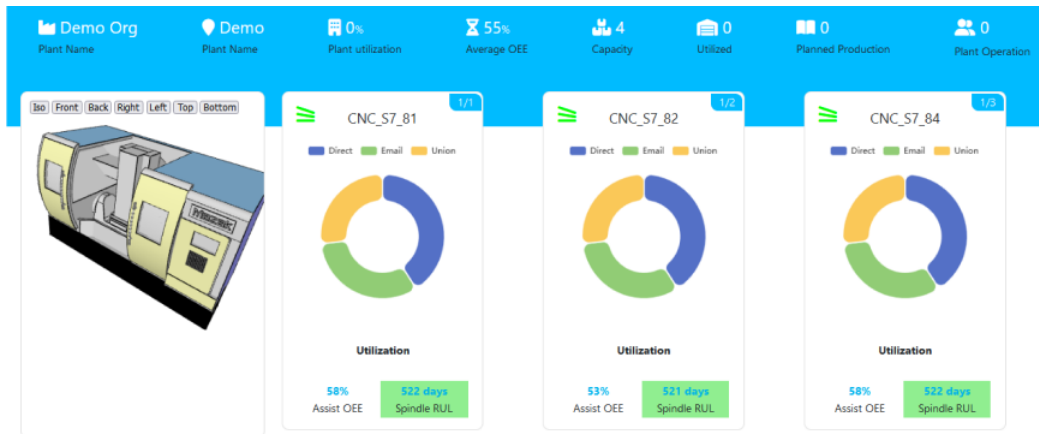 Demo Org
Plant Name
Demo
Plant Name
0%
Plant utilization
55%
Average OEE
4
Capacity
0
Utilized
0
Planned Production
0
Plant Operation
Iso Front Back Right Left Top Bottom
1/1
CNC_S7_81
Direct Email Union
Utilization
58%
Assist OEE
522 days
Spindle RUL
1/2
CNC_S7_82
Direct Email Union
Utilization
53%
Assist OEE
521 days
Spindle RUL
1/3
CNC_S7_84
Direct Email Union
Utilization
58%
Assist OEE
522 days
Spindle RUL